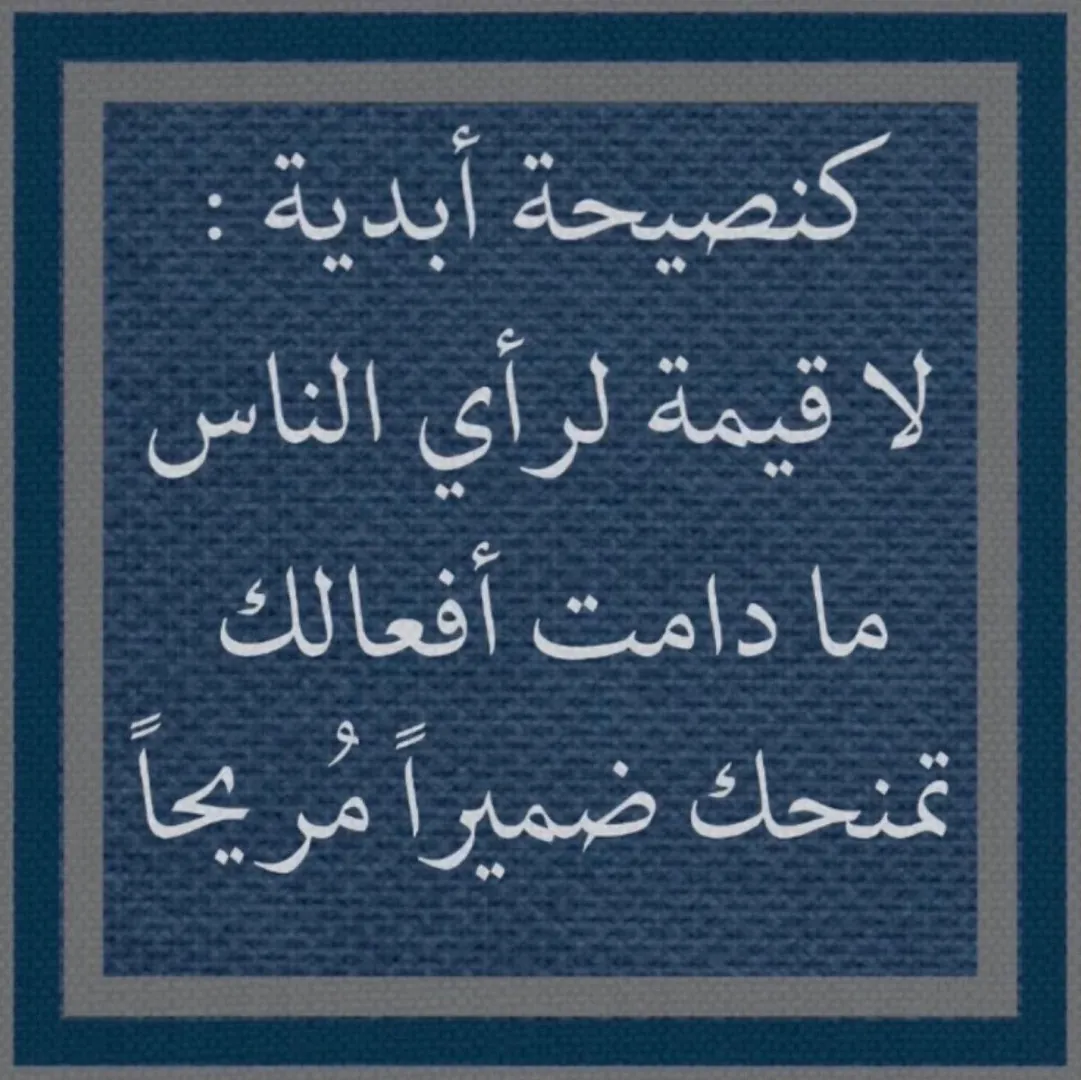 كنصيحة أبدية :
لا قيمة لرأي الناس
ما دامت أفعالك
تمنحك ضميراً مُريحاً